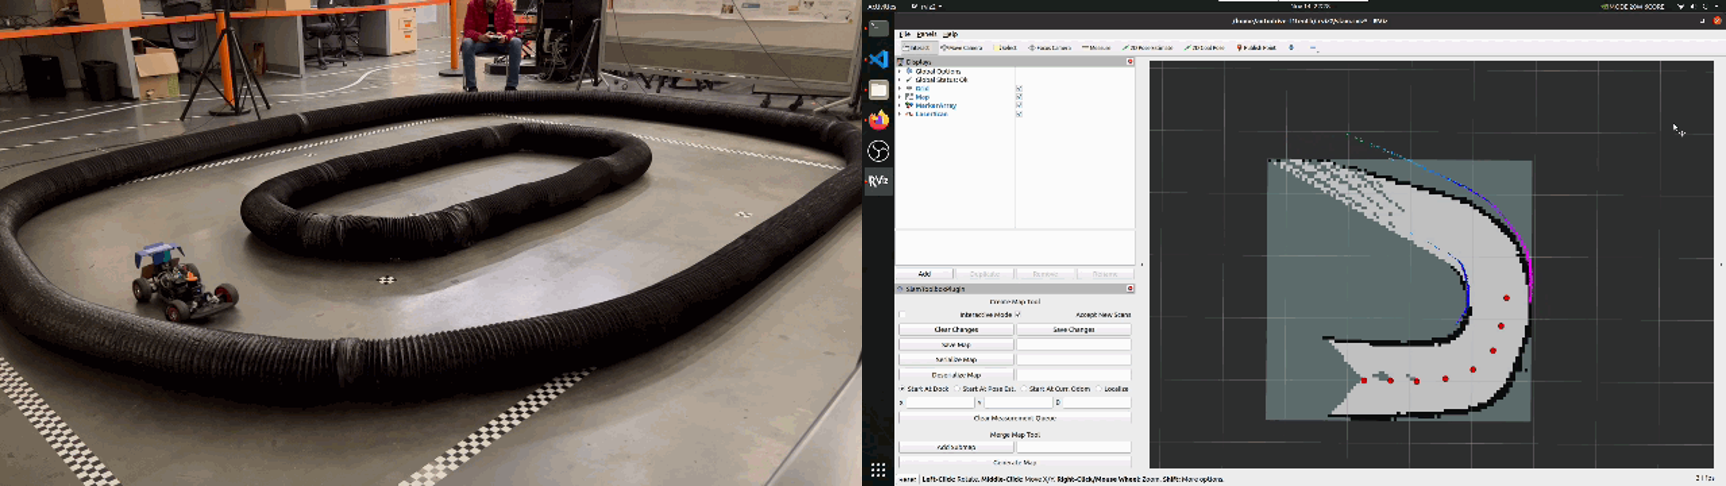 Activities
RViz
File Panels Help
Interact Move Camera Select Focus Camera Measure 2D Pose Estimate 2D Goal Pose Publish Point
Displays
Global Options
Global Status: Ok
Grid
Map
MarkerArray
LaserScan
Add Duplicate Remove Rename
SlamToolboxPlugin
Create Map Tool
Interactive Mode Accept New Scans
Clear Changes Save Changes
Save Map
Serialize Map
Deserialize Map
Start At Dock Start At Pose Est. Start At Curr. Odom Localize
Clear Measurement Queue
Merge Map Tool
Add Submap
Generate Map
Left-Click: Rotate. Middle-Click: Move X/Y. Right-Click/Mouse Wheel: Zoom. Shift: More options.